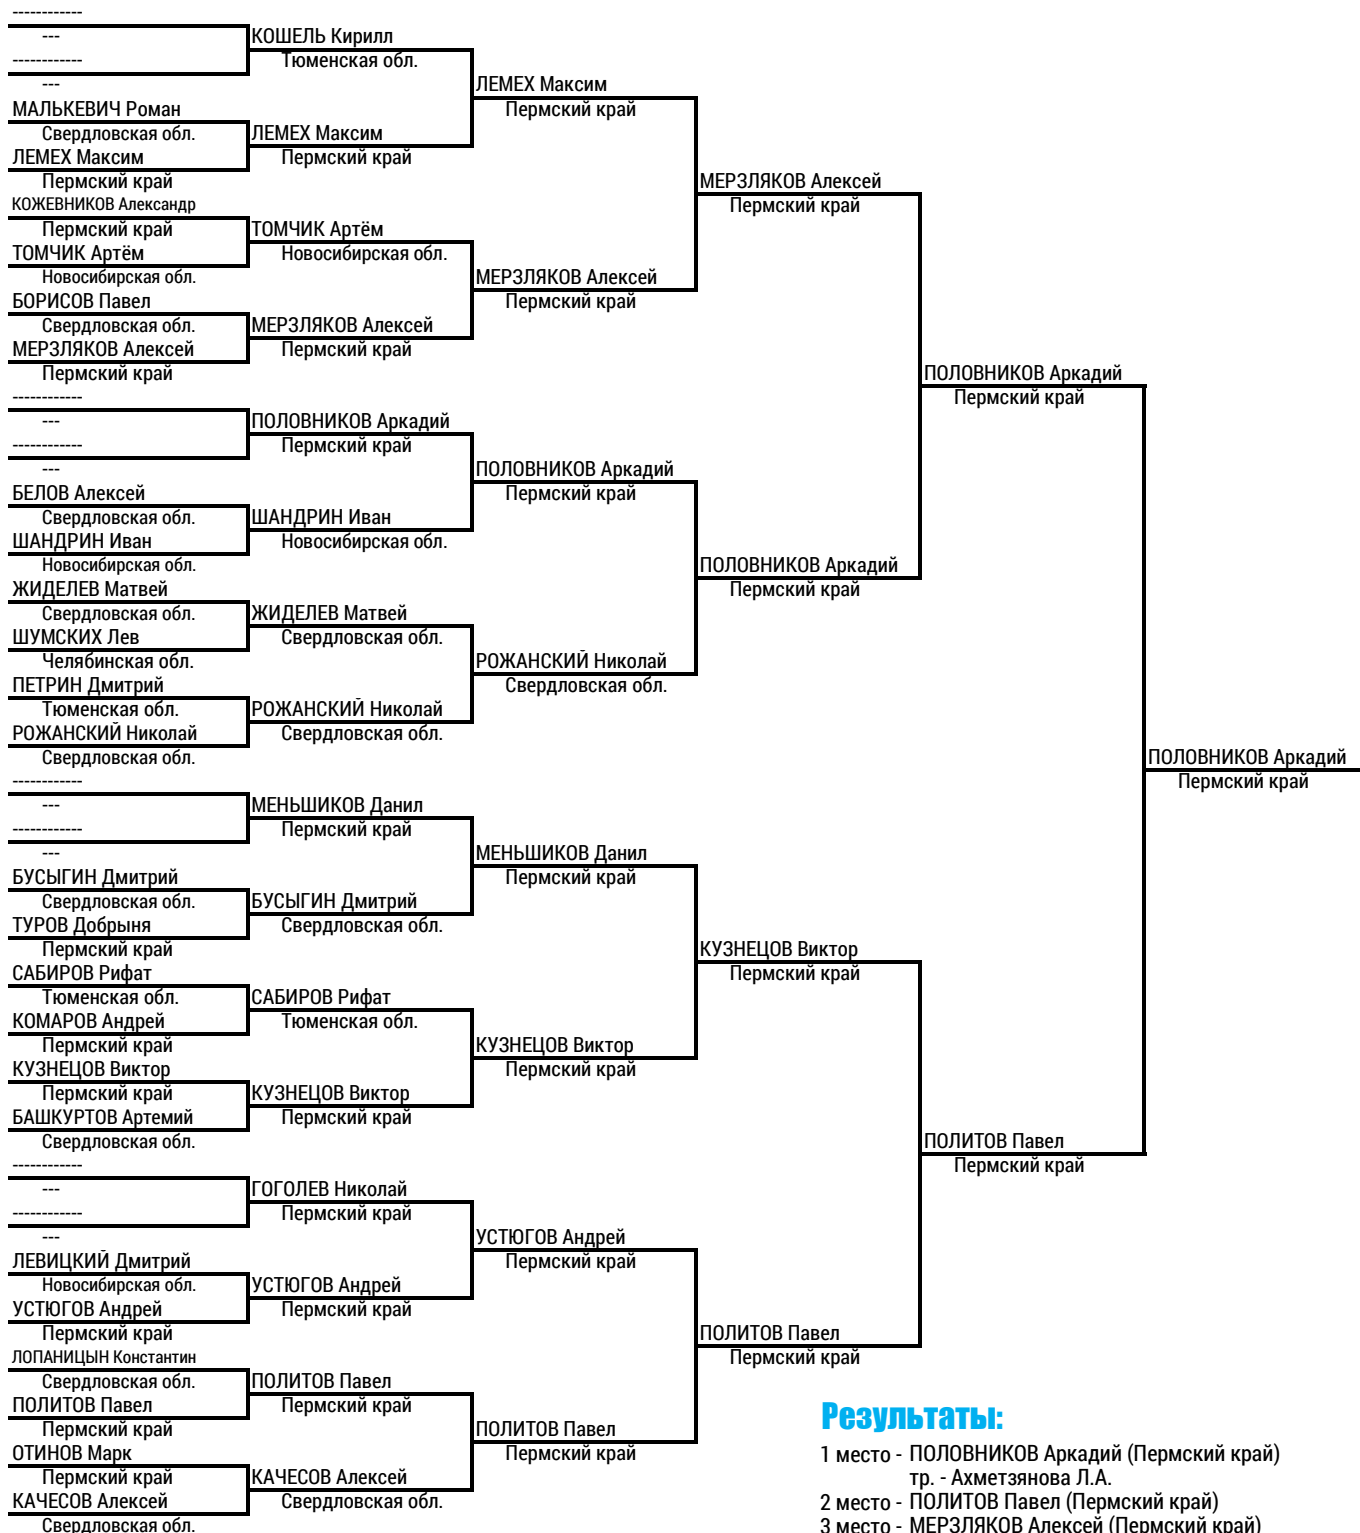 ------------
---
------------
---
МАЛЬКЕВИЧ Роман
Свердловская обл.
ЛЕМЕХ Максим
Пермский край
КОЖЕВНИКОВ Александр
Пермский край
ТОМЧИК Артём
Новосибирская обл.
БОРИСОВ Павел
Свердловская обл.
МЕРЗЛЯКОВ Алексей
Пермский край
------------
---
------------
---
БЕЛОВ Алексей
Свердловская обл.
ШАНДРИН Иван
Новосибирская обл.
ЖИДЕЛЕВ Матвей
Свердловская обл.
ШУМСКИХ Лев
Челябинская обл.
ПЕТРИН Дмитрий
Тюменская обл.
РОЖАНСКИЙ Николай
Свердловская обл.
------------
---
------------
---
БУСЫГИН Дмитрий
Свердловская обл.
ТУРОВ Добрыня
Пермский край
САБИРОВ Рифат
Тюменская обл.
КОМАРОВ Андрей
Пермский край
КУЗНЕЦОВ Виктор
Пермский край
БАШКУРТОВ Артемий
Свердловская обл.
------------
---
------------
---
ЛЕВИЦКИЙ Дмитрий
Новосибирская обл.
УСТЮГОВ Андрей
Пермский край
ЛОПАНИЦЫН Константин
Свердловская обл.
ПОЛИТОВ Павел
Пермский край
ОТИНОВ Марк
Пермский край
КАЧЕСОВ Алексей
Свердловская обл.
КОШЕЛЬ Кирилл
Тюменская обл.
ЛЕМЕХ Максим
Пермский край
ТОМЧИК Артём
Новосибирская обл.
МЕРЗЛЯКОВ Алексей
Пермский край
ПОЛОВНИКОВ Аркадий
Пермский край
ШАНДРИН Иван
Новосибирская обл.
ЖИДЕЛЕВ Матвей
Свердловская обл.
РОЖАНСКИЙ Николай
Свердловская обл.
МЕНЬШИКОВ Данил
Пермский край
БУСЫГИН Дмитрий
Свердловская обл.
САБИРОВ Рифат
Тюменская обл.
КУЗНЕЦОВ Виктор
Пермский край
ГОГОЛЕВ Николай
Пермский край
УСТЮГОВ Андрей
Пермский край
ПОЛИТОВ Павел
Пермский край
КАЧЕСОВ Алексей
Свердловская обл.
ЛЕМЕХ Максим
Пермский край
МЕРЗЛЯКОВ Алексей
Пермский край
ПОЛОВНИКОВ Аркадий
Пермский край
РОЖАНСКИЙ Николай
Свердловская обл.
МЕНЬШИКОВ Данил
Пермский край
КУЗНЕЦОВ Виктор
Пермский край
УСТЮГОВ Андрей
Пермский край
ПОЛИТОВ Павел
Пермский край
МЕРЗЛЯКОВ Алексей
Пермский край
ПОЛОВНИКОВ Аркадий
Пермский край
КУЗНЕЦОВ Виктор
Пермский край
ПОЛИТОВ Павел
Пермский край
ПОЛОВНИКОВ Аркадий
Пермский край
ПОЛИТОВ Павел
Пермский край
ПОЛОВНИКОВ Аркадий
Пермский край
Результаты:
1 место - ПОЛОВНИКОВ Аркадий (Пермский край)
тр. - Ахметзянова Л.А.
2 место - ПОЛИТОВ Павел (Пермский край)
3 место - МЕРЗЛЯКОВ Алексей (Пермский край)